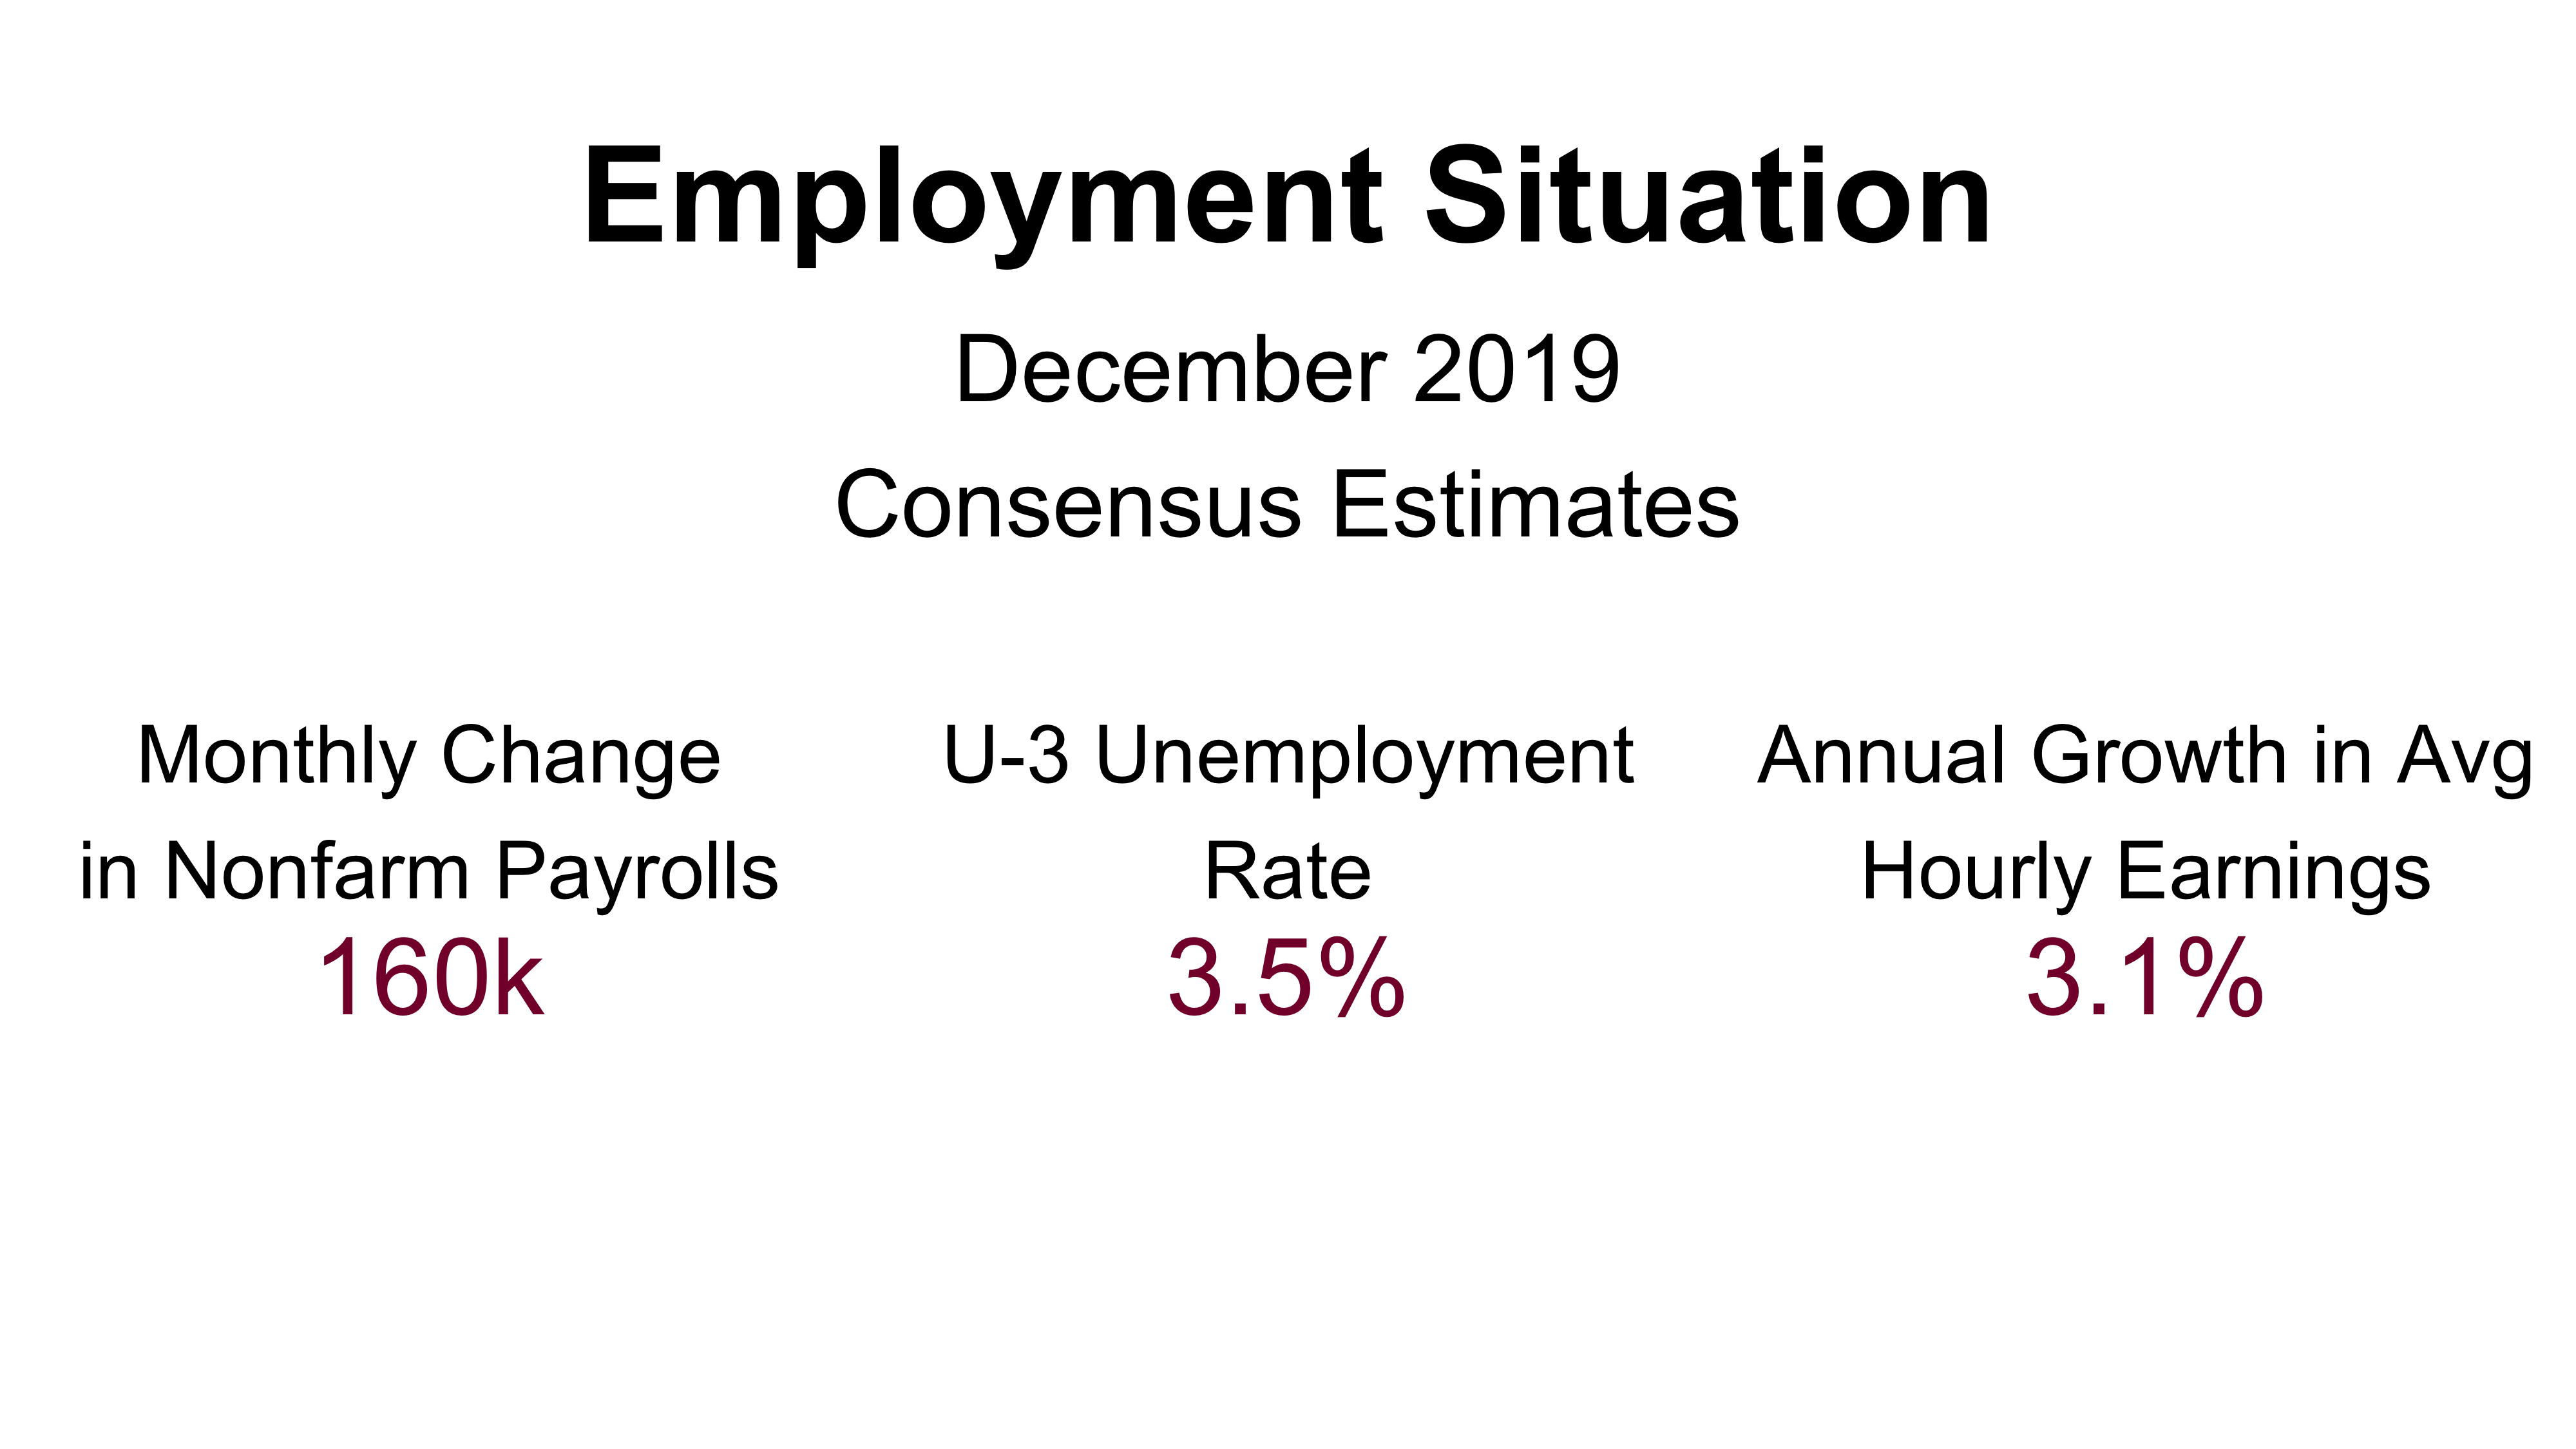 Employment Situation
December 2019
Consensus Estimates
Monthly Change
in Nonfarm Payrolls
160k
U-3 Unemployment
Rate
3.5%
Annual Growth in Avg
Hourly Earnings
3.1%